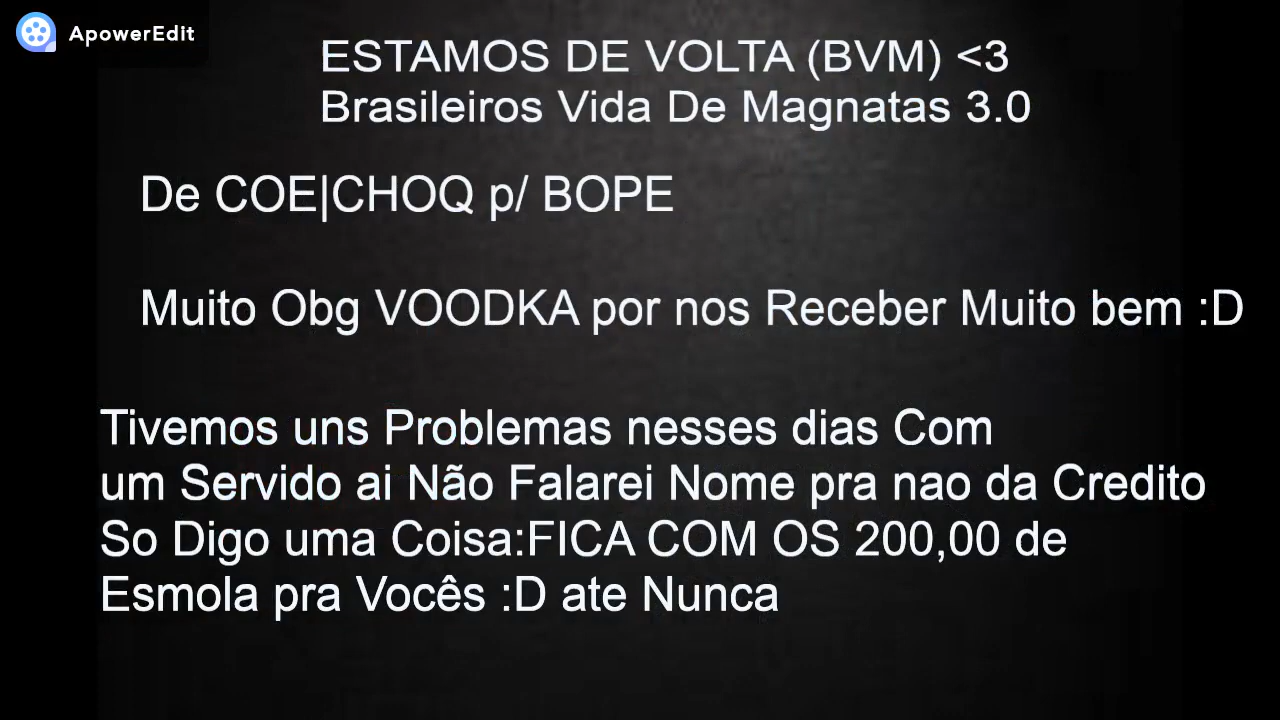 ApowerEdit
ESTAMOS DE VOLTA (BVM) <3
Brasileiros Vida De Magnatas 3.0
De COE|CHOQ p/ BOPE
Muito Obg VOODKA por nos Receber Muito bem :D
Tivemos uns Problemas nesses dias Com
um Servido ai Não Falarei Nome pra nao da Credito
So Digo uma Coisa:FICA COM OS 200,00 de
Esmola pra Vocês :D ate Nunca